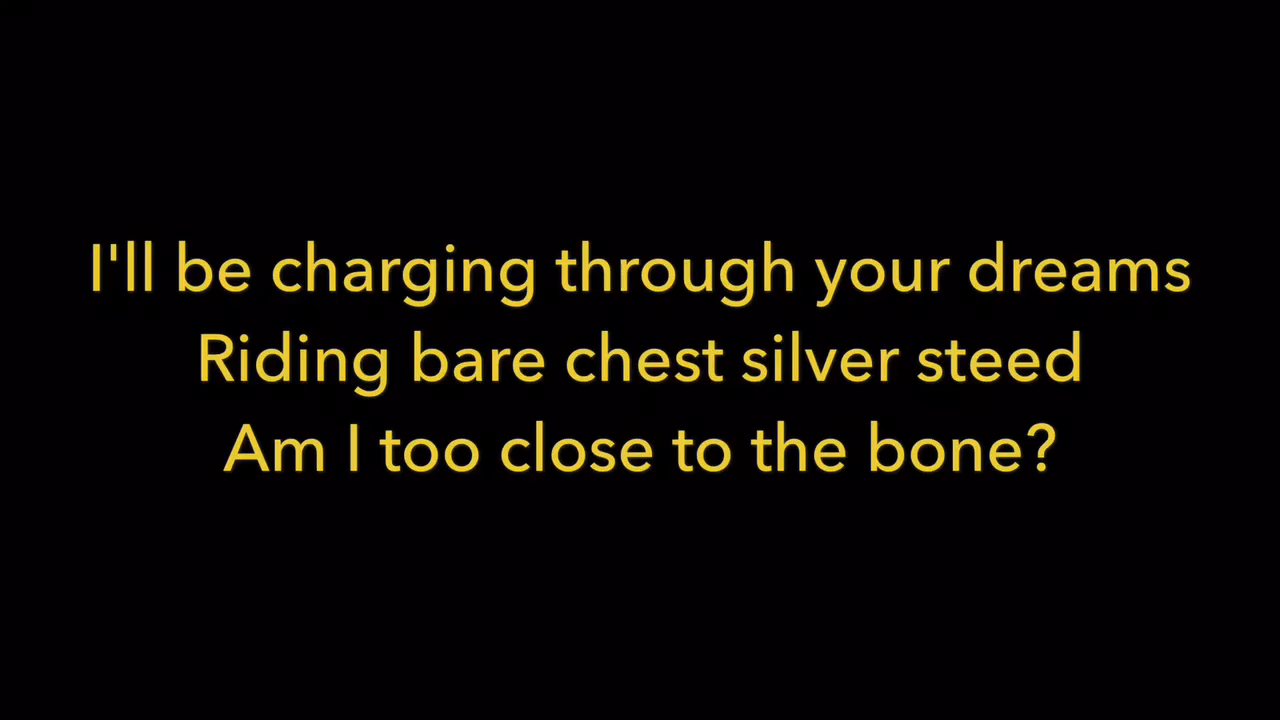 I'll be charging through your dreams
Riding bare chest silver steed
Am I too close to the bone?